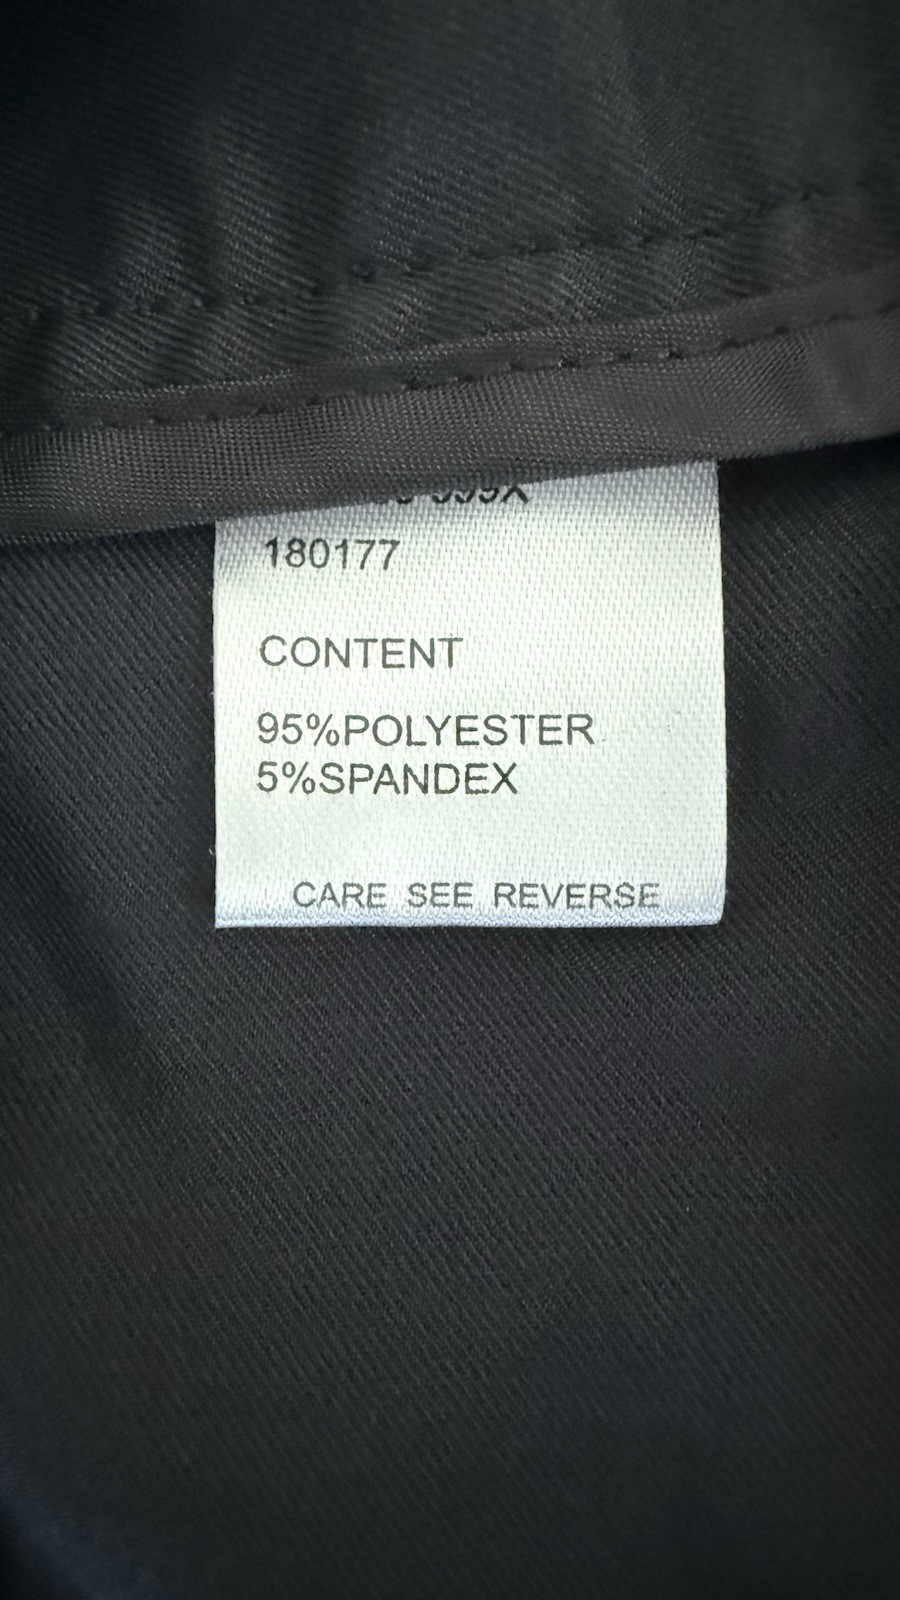 180177
CONTENT
95%POLYESTER
5%SPANDEX
CARE SEE REVERSE